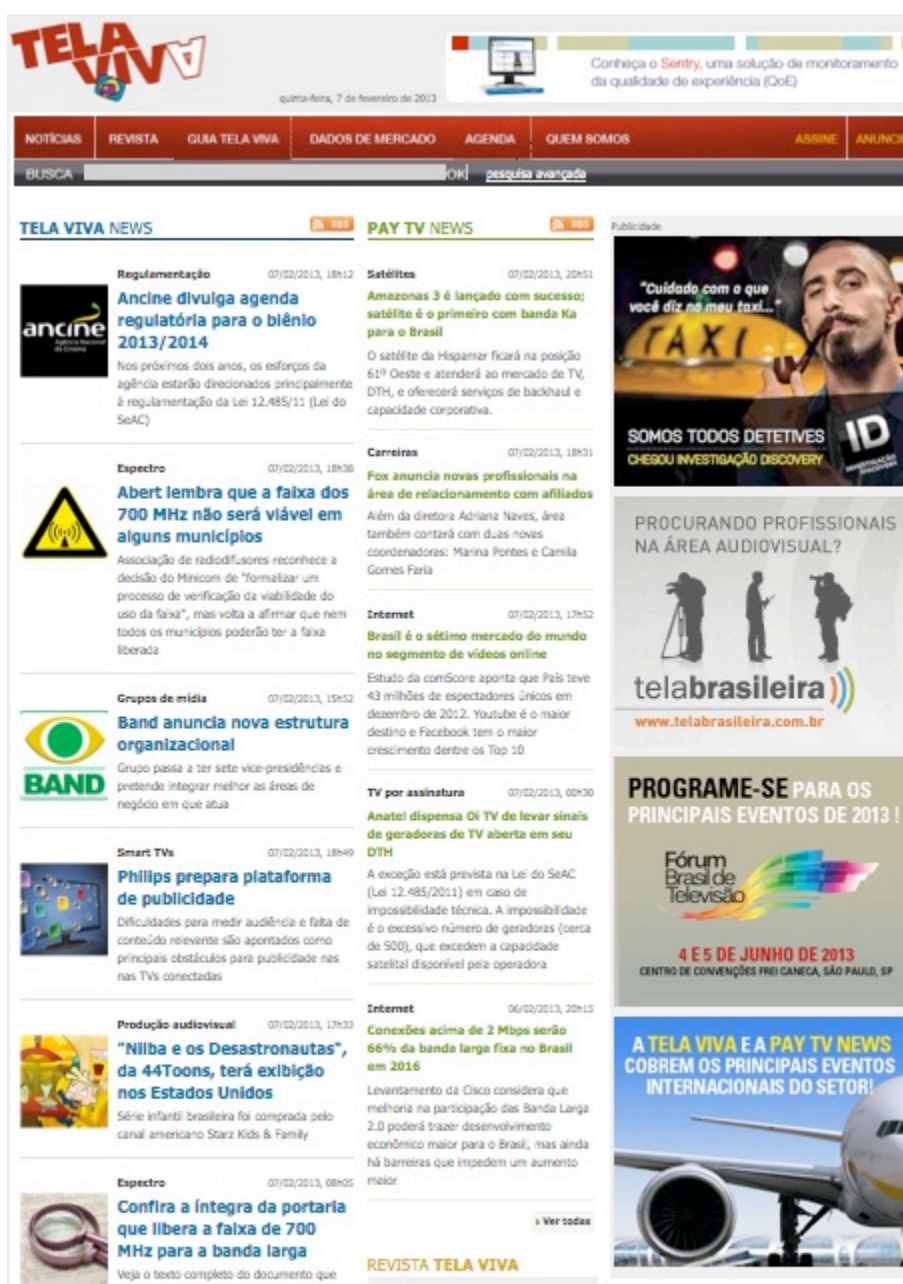 TELA VIVA
Conheça o Sentry, uma solução de monitoramento
da qualidade de experiência (QoE)
quinta-feira, 7 de fevereiro de 2013
NOTÍCIAS REVISTA GUIA TELA VIVA DADOS DE MERCADO AGENDA QUEM SOMOS ASSINE ANUNCIE
BUSCA OK pesquisa avançada
TELA VIVA NEWS RSS
Regulamentação 07/02/2013, 18h12
ancine
Agência Nacional
do Cinema
Ancine divulga agenda
regulatória para o biênio
2013/2014
Nos próximos dois anos, os esforços da
agência estarão direcionados principalmente
à regulamentação da Lei 12.485/11 (Lei do
SeAC)
Espectro 07/02/2013, 18h38
Abert lembra que a faixa dos
700 MHz não será viável em
alguns municípios
Associação de radiodifusores reconhece a
decisão do Minicom de "formalizar um
processo de verificação da viabilidade do
uso da faixa", mas volta a afirmar que nem
todos os municípios poderão ter a faixa
liberada
Grupos de mídia 07/02/2013, 15h52
BAND
Band anuncia nova estrutura
organizacional
Grupo passa a ter sete vice-presidências e
pretende integrar melhor as áreas de
negócio em que atua
Smart TVs 07/02/2013, 18h49
Philips prepara plataforma
de publicidade
Dificuldades para medir audiência e falta de
conteúdo relevante são apontados como
principais obstáculos para publicidade nas
nas TVs conectadas
Produção audiovisual 07/02/2013, 17h33
"Nilba e os Desastronautas",
da 44Toons, terá exibição
nos Estados Unidos
Série infantil brasileira foi comprada pelo
canal americano Starz Kids & Family
Espectro 07/02/2013, 08h05
Confira a íntegra da portaria
que libera a faixa de 700
MHz para a banda larga
Veja o texto completo do documento que
PAY TV NEWS RSS
Satélites 07/02/2013, 20h51
Amazonas 3 é lançado com sucesso;
satélite é o primeiro com banda Ka
para o Brasil
O satélite da Hispamar ficará na posição
61º Oeste e atenderá ao mercado de TV,
DTH, e oferecerá serviços de backhaul e
capacidade corporativa.
Carreiras 07/02/2013, 18h31
Fox anuncia novas profissionais na
área de relacionamento com afiliados
Além da diretora Adriana Naves, área
também contará com duas novas
coordenadoras: Marina Pontes e Camila
Gomes Faria
Internet 07/02/2013, 17h52
Brasil é o sétimo mercado do mundo
no segmento de vídeos online
Estudo da comScore aponta que País teve
43 milhões de espectadores únicos em
dezembro de 2012. Youtube é o maior
destino e Facebook tem o maior
crescimento dentre os Top 10
TV por assinatura 07/02/2013, 00h30
Anatel dispensa Oi TV de levar sinais
de geradoras de TV aberta em seu
DTH
A exceção está prevista na Lei do SeAC
(Lei 12.485/2011) em caso de
impossibilidade técnica. A impossibilidade
é o excessivo número de geradoras (cerca
de 500), que excedem a capacidade
satelital disponível pela operadora
Internet 06/02/2013, 20h15
Conexões acima de 2 Mbps serão
66% da banda larga fixa no Brasil
em 2016
Levantamento da Cisco considera que
melhoria na participação das Banda Larga
2.0 poderá trazer desenvolvimento
econômico maior para o Brasil, mas ainda
há barreiras que impedem um aumento
maior
Ver todas
REVISTA TELA VIVA
Publicidade
"Cuidado com o que
você diz no meu taxi..."
TAXI
SOMOS TODOS DETETIVES
CHEGOU INVESTIGAÇÃO DISCOVERY
ID
INVESTIGAÇÃO
DISCOVERY
PROCURANDO PROFISSIONAIS
NA ÁREA AUDIOVISUAL?
telabrasileira
www.telabrasileira.com.br
PROGRAME-SE PARA OS
PRINCIPAIS EVENTOS DE 2013 !
Fórum
Brasil de
Televisão
4 E 5 DE JUNHO DE 2013
CENTRO DE CONVENÇÕES FREI CANECA, SÃO PAULO, SP
A TELA VIVA E A PAY TV NEWS
COBREM OS PRINCIPAIS EVENTOS
INTERNACIONAIS DO SETOR!